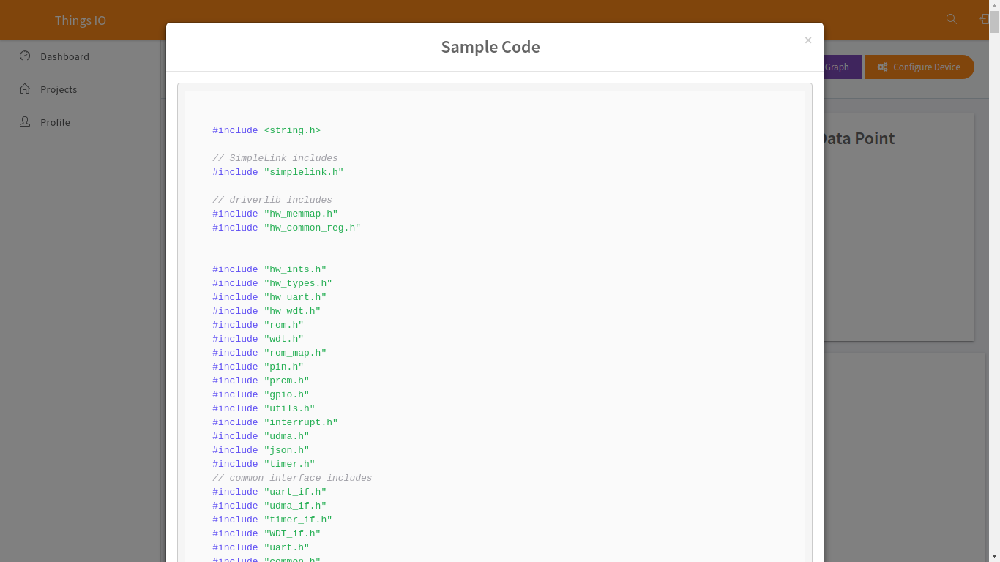 Things IO
Sample Code
×
Dashboard
Projects
Profile
Graph
Configure Device
Data Point
#include <string.h>
// SimpleLink includes
#include "simplelink.h"
// driverlib includes
#include "hw_memmap.h"
#include "hw_common_reg.h"
#include "hw_ints.h"
#include "hw_types.h"
#include "hw_uart.h"
#include "hw_wdt.h"
#include "rom.h"
#include "wdt.h"
#include "rom_map.h"
#include "pin.h"
#include "prcm.h"
#include "gpio.h"
#include "utils.h"
#include "interrupt.h"
#include "udma.h"
#include "json.h"
#include "timer.h"
// common interface includes
#include "uart_if.h"
#include "udma_if.h"
#include "timer_if.h"
#include "WDT_if.h"
#include "uart.h"
#include "common.h"